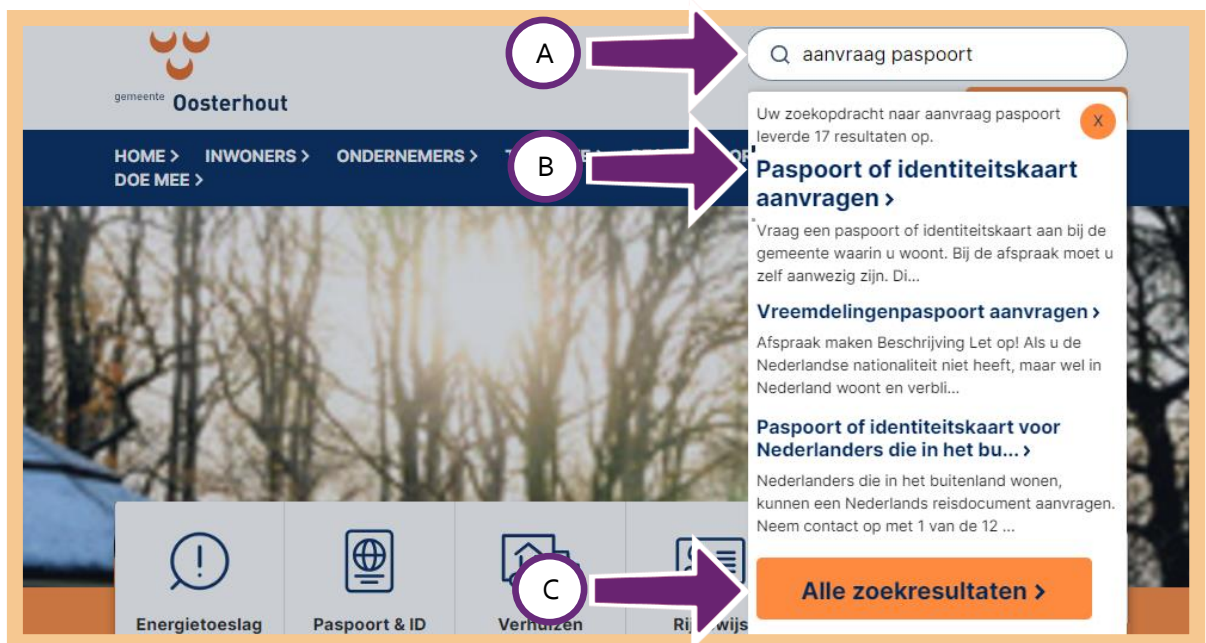 A
aanvraag paspoort
gemeente Oosterhout
Uw zoekopdracht naar aanvraag paspoort
leverde 17 resultaten op.
X
HOME > INWONERS > ONDERNEMERS >
DOE MEE >
B
Paspoort of identiteitskaart
aanvragen >
Vraag een paspoort of identiteitskaart aan bij de
gemeente waarin u woont. Bij de afspraak moet u
zelf aanwezig zijn. Di...
Vreemdelingenpaspoort aanvragen >
Afspraak maken Beschrijving Let op! Als u de
Nederlandse nationaliteit niet heeft, maar wel in
Nederland woont en verbli...
Paspoort of identiteitskaart voor
Nederlanders die in het bu... >
Nederlanders die in het buitenland wonen,
kunnen een Nederlands reisdocument aanvragen.
Neem contact op met 1 van de 12 ...
C
Alle zoekresultaten >
Energietoeslag
Paspoort & ID
Verhuizen